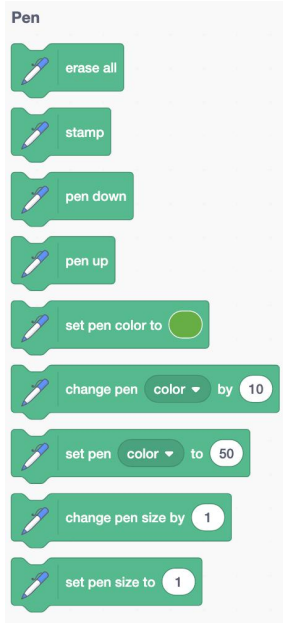 Pen
erase all
stamp
pen down
pen up
set pen color to
change pen color by 10
set pen color to 50
change pen size by 1
set pen size to 1